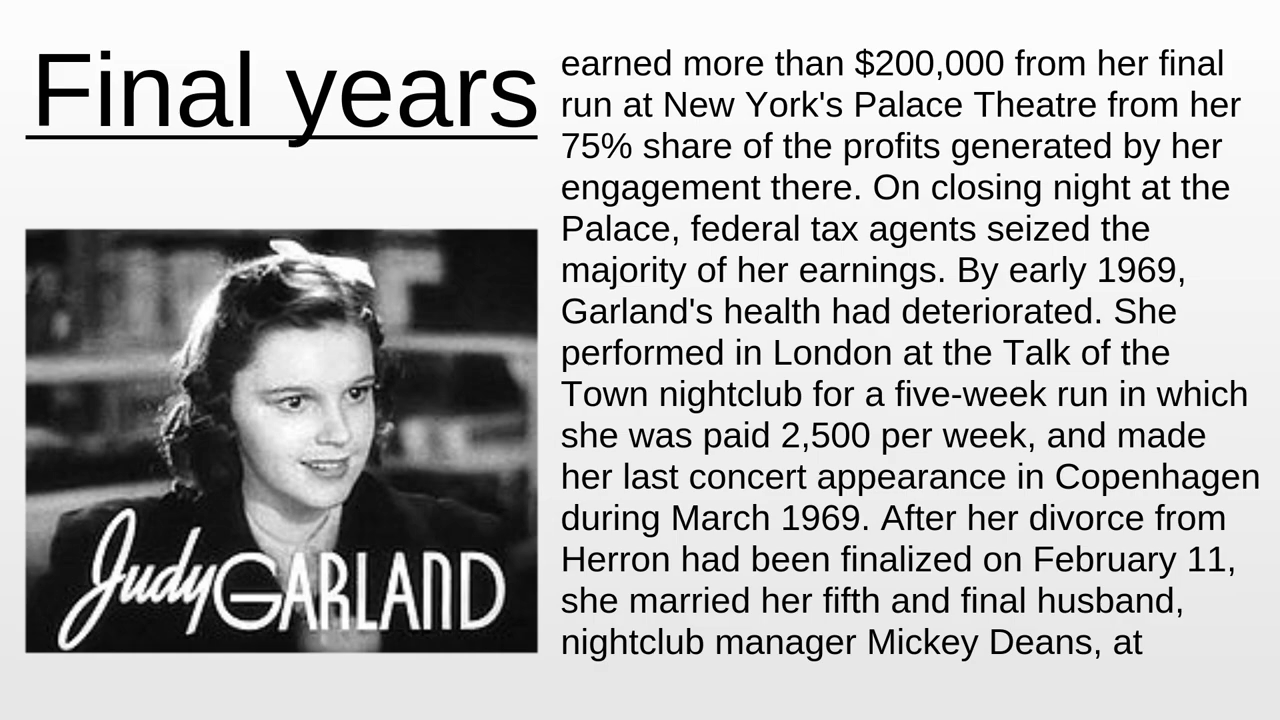 Final years
Judy GARLAND
earned more than $200,000 from her final
run at New York's Palace Theatre from her
75% share of the profits generated by her
engagement there. On closing night at the
Palace, federal tax agents seized the
majority of her earnings. By early 1969,
Garland's health had deteriorated. She
performed in London at the Talk of the
Town nightclub for a five-week run in which
she was paid 2,500 per week, and made
her last concert appearance in Copenhagen
during March 1969. After her divorce from
Herron had been finalized on February 11,
she married her fifth and final husband,
nightclub manager Mickey Deans, at